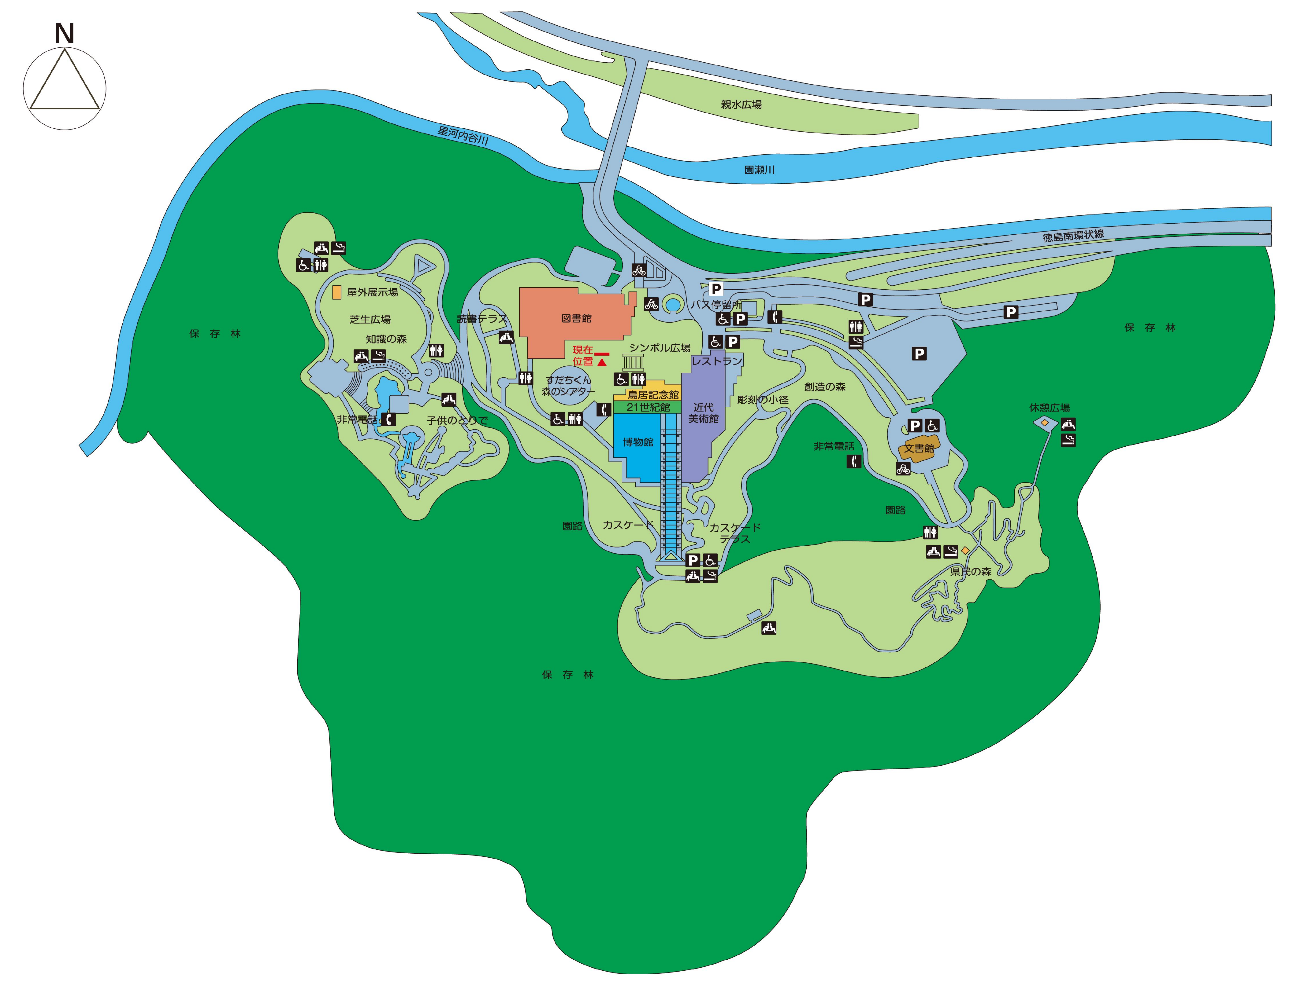 N
親水広場
星河内谷川
園瀬川
徳島南環状線
屋外展示場
芝生広場
知識の森
読書テラス
図書館
P
バス停留所
P
P
P
P
P
保 存 林
保 存 林
現在
位置
シンボル広場
レストラン
すだちくん
森のシアター
鳥居記念館
21世紀館
近代
美術館
彫刻の小径
創造の森
博物館
非常電話
子供のとりで
休憩広場
P
文書館
非常電話
園路
園路
カスケード
カスケード
テラス
P
県民の森
保 存 林